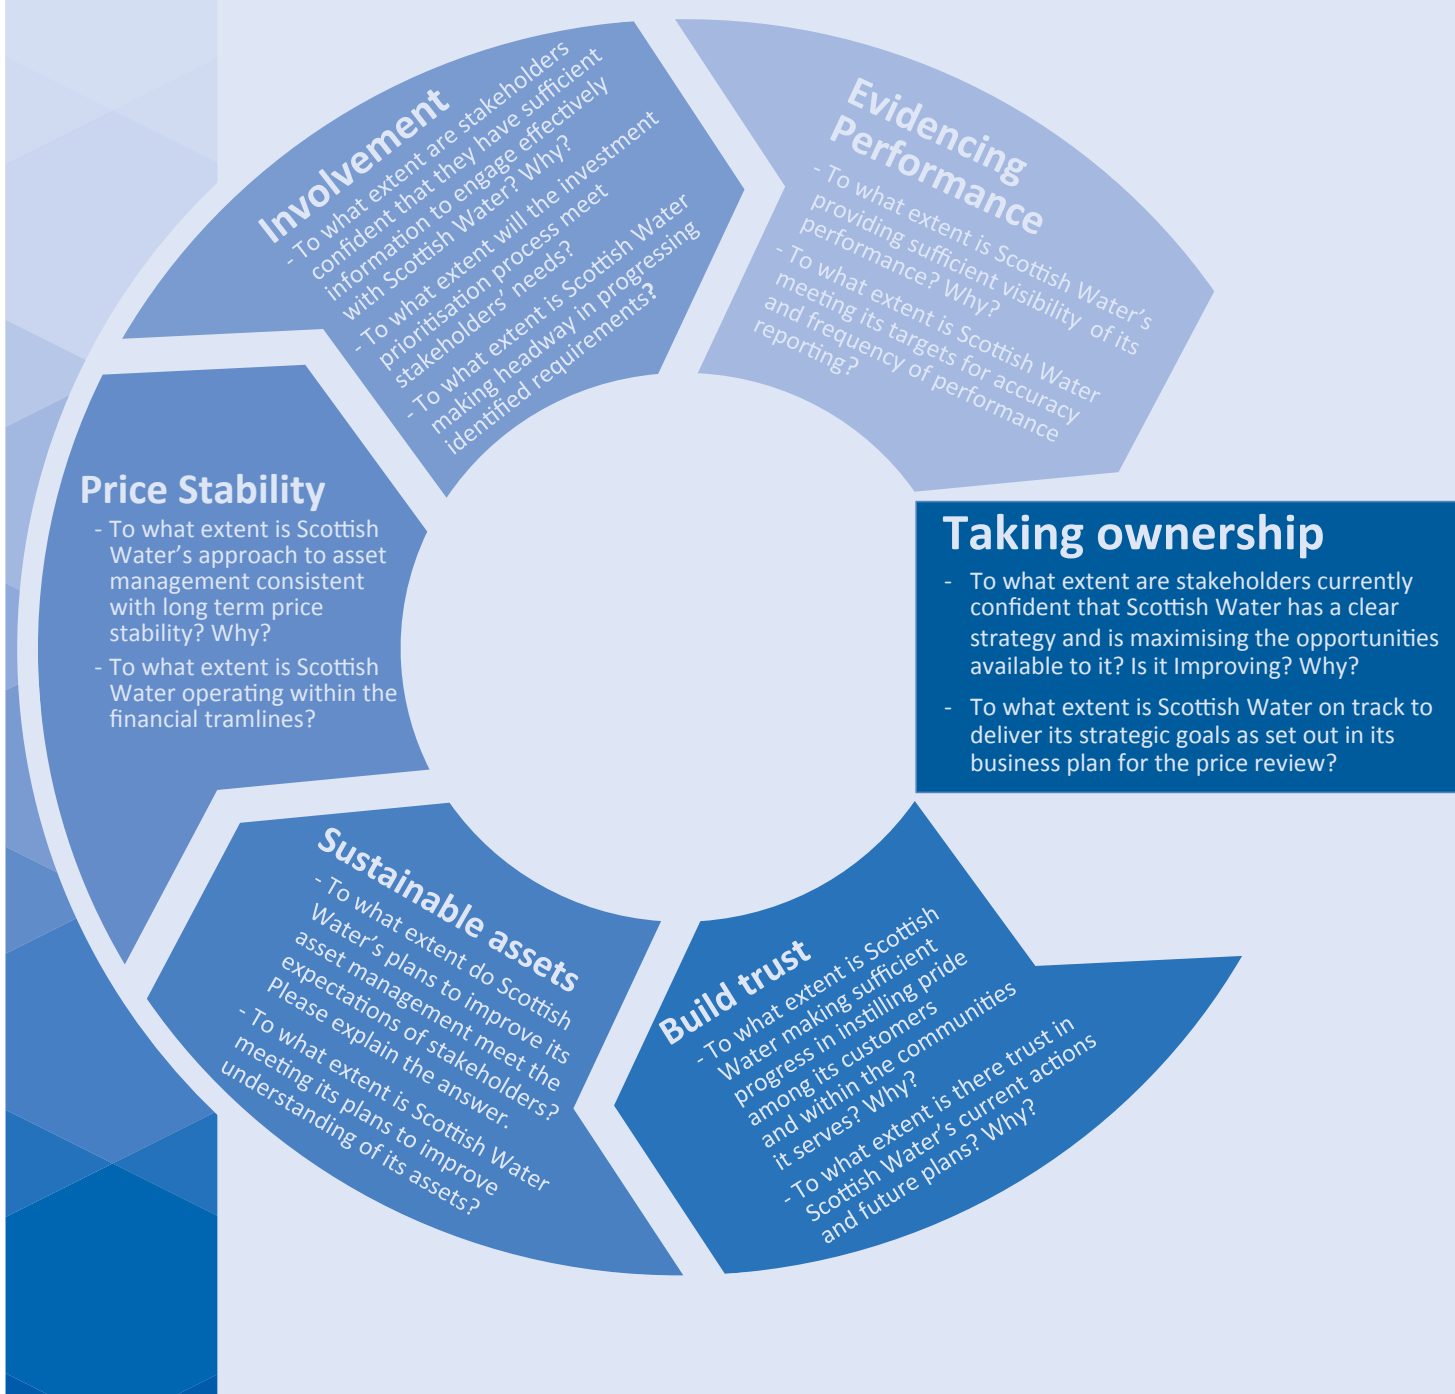 Involvement
- To what extent are stakeholders
confident that they have sufficient
information to engage effectively
with Scottish Water? Why?
- To what extent will the investment
prioritisation process meet
stakeholders' needs?
- To what extent is Scottish Water
making headway in progressing
identified requirements?
Evidencing
Performance
- To what extent is Scottish Water's
providing sufficient visibility of its
performance? Why?
- To what extent is Scottish Water
meeting its targets for accuracy
and frequency of performance
reporting?
Price Stability
- To what extent is Scottish
Water's approach to asset
management consistent
with long term price
stability? Why?
- To what extent is Scottish
Water operating within the
financial tramlines?
Taking ownership
- To what extent are stakeholders currently
confident that Scottish Water has a clear
strategy and is maximising the opportunities
available to it? Is it Improving? Why?
- To what extent is Scottish Water on track to
deliver its strategic goals as set out in its
business plan for the price review?
Sustainable assets
- To what extent do Scottish
Water's plans to improve its
asset management meet the
expectations of stakeholders?
Please explain the answer.
- To what extent is Scottish Water
meeting its plans to improve
understanding of its assets?
Build trust
- To what extent is Scottish
Water making sufficient
progress in instilling pride
among its customers
and within the communities
it serves? Why?
- To what extent is there trust in
Scottish Water's current actions
and future plans? Why?